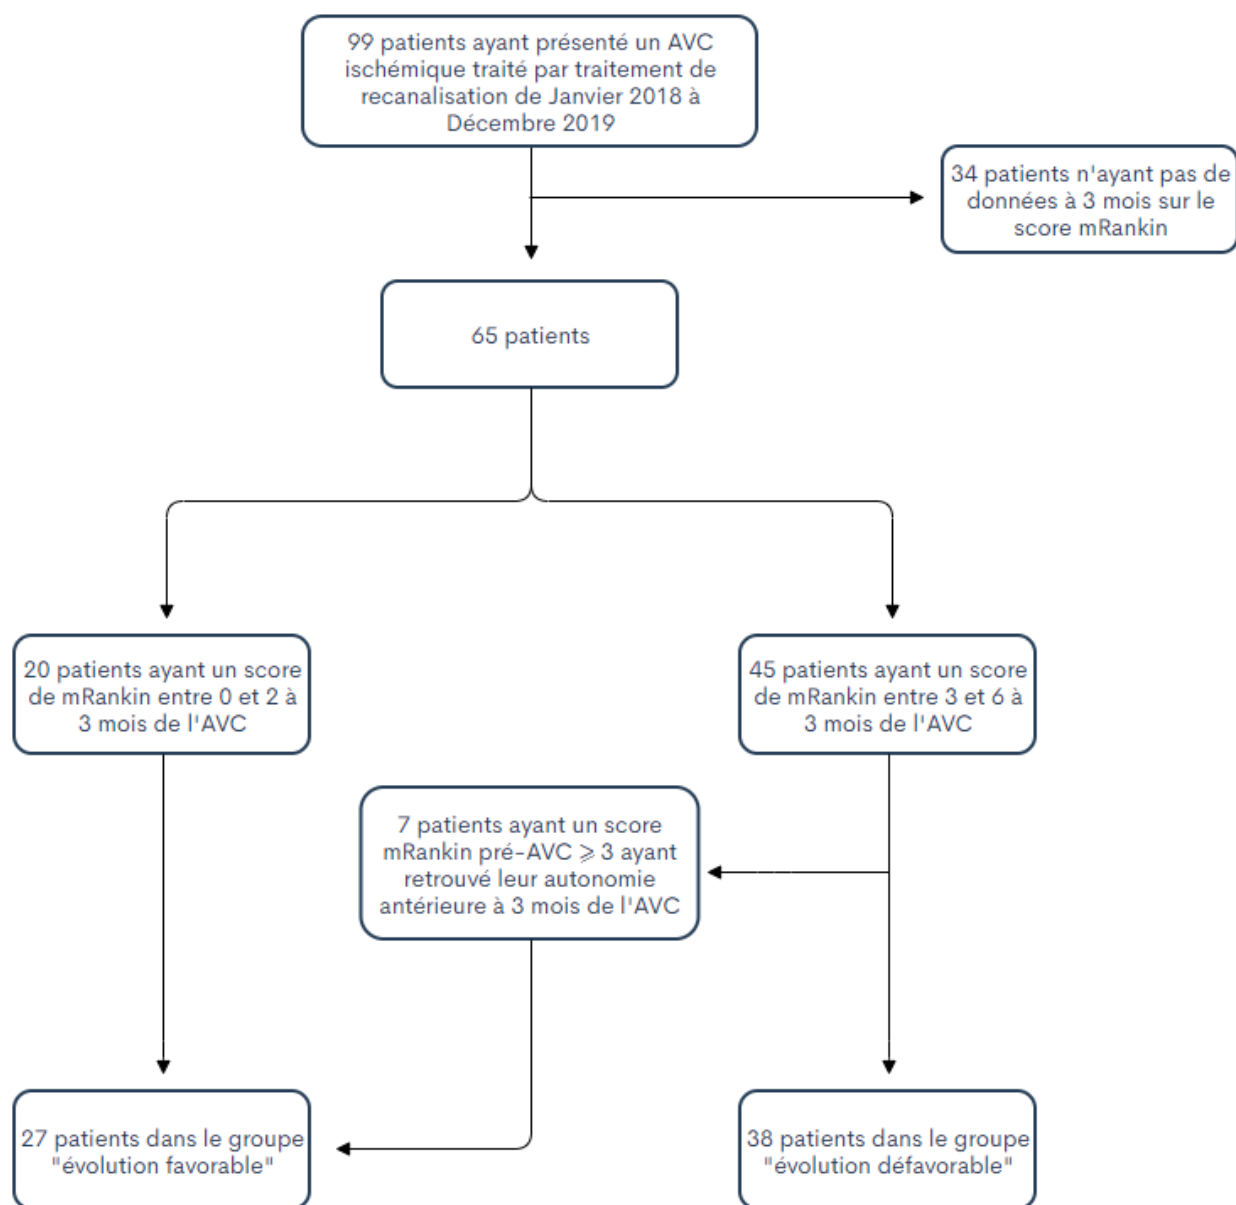 99 patients ayant présenté un AVC
ischémique traité par traitement de
recanalisation de Janvier 2018 à
Décembre 2019
34 patients n'ayant pas de
données à 3 mois sur le
score mRankin
65 patients
20 patients ayant un score
de mRankin entre 0 et 2 à
3 mois de l'AVC
45 patients ayant un score
de mRankin entre 3 et 6 à
3 mois de l'AVC
7 patients ayant un score
mRankin pré-AVC ⩾ 3 ayant
retrouvé leur autonomie
antérieure à 3 mois de l'AVC
27 patients dans le groupe
"évolution favorable"
38 patients dans le groupe
"évolution défavorable"